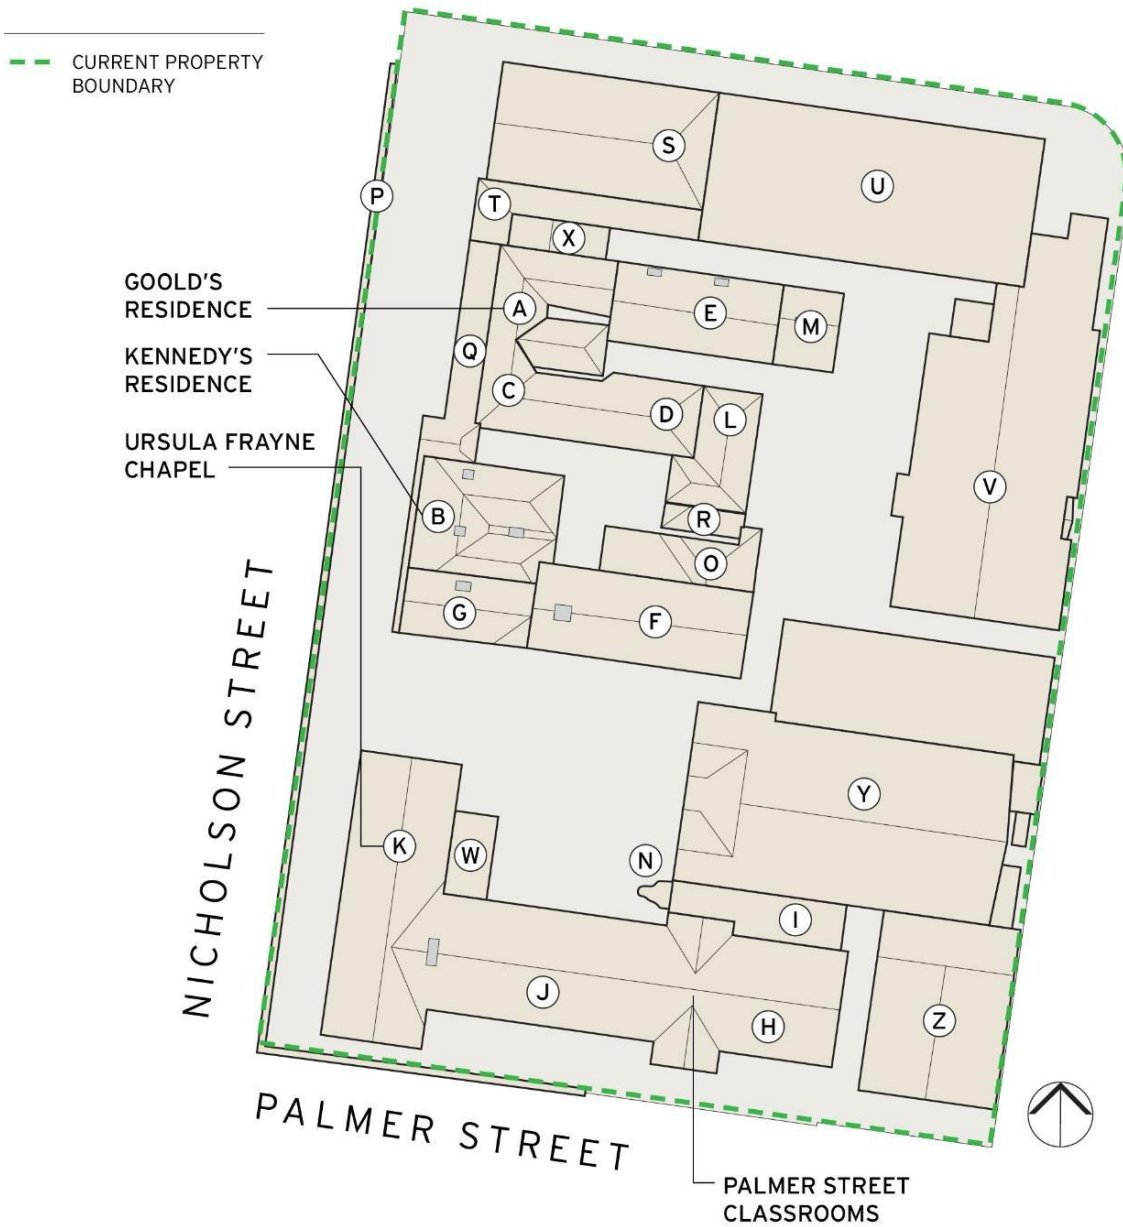 CURRENT PROPERTY
BOUNDARY
S
U
P
T
X
GOOLD'S
RESIDENCE
A
E
M
Q
KENNEDY'S
RESIDENCE
C
D
L
URSULA FRAYNE
CHAPEL
V
B
R
O
G
F
NICHOLSON STREET
Y
K
W
N
I
J
H
Z
PALMER STREET
PALMER STREET
CLASSROOMS